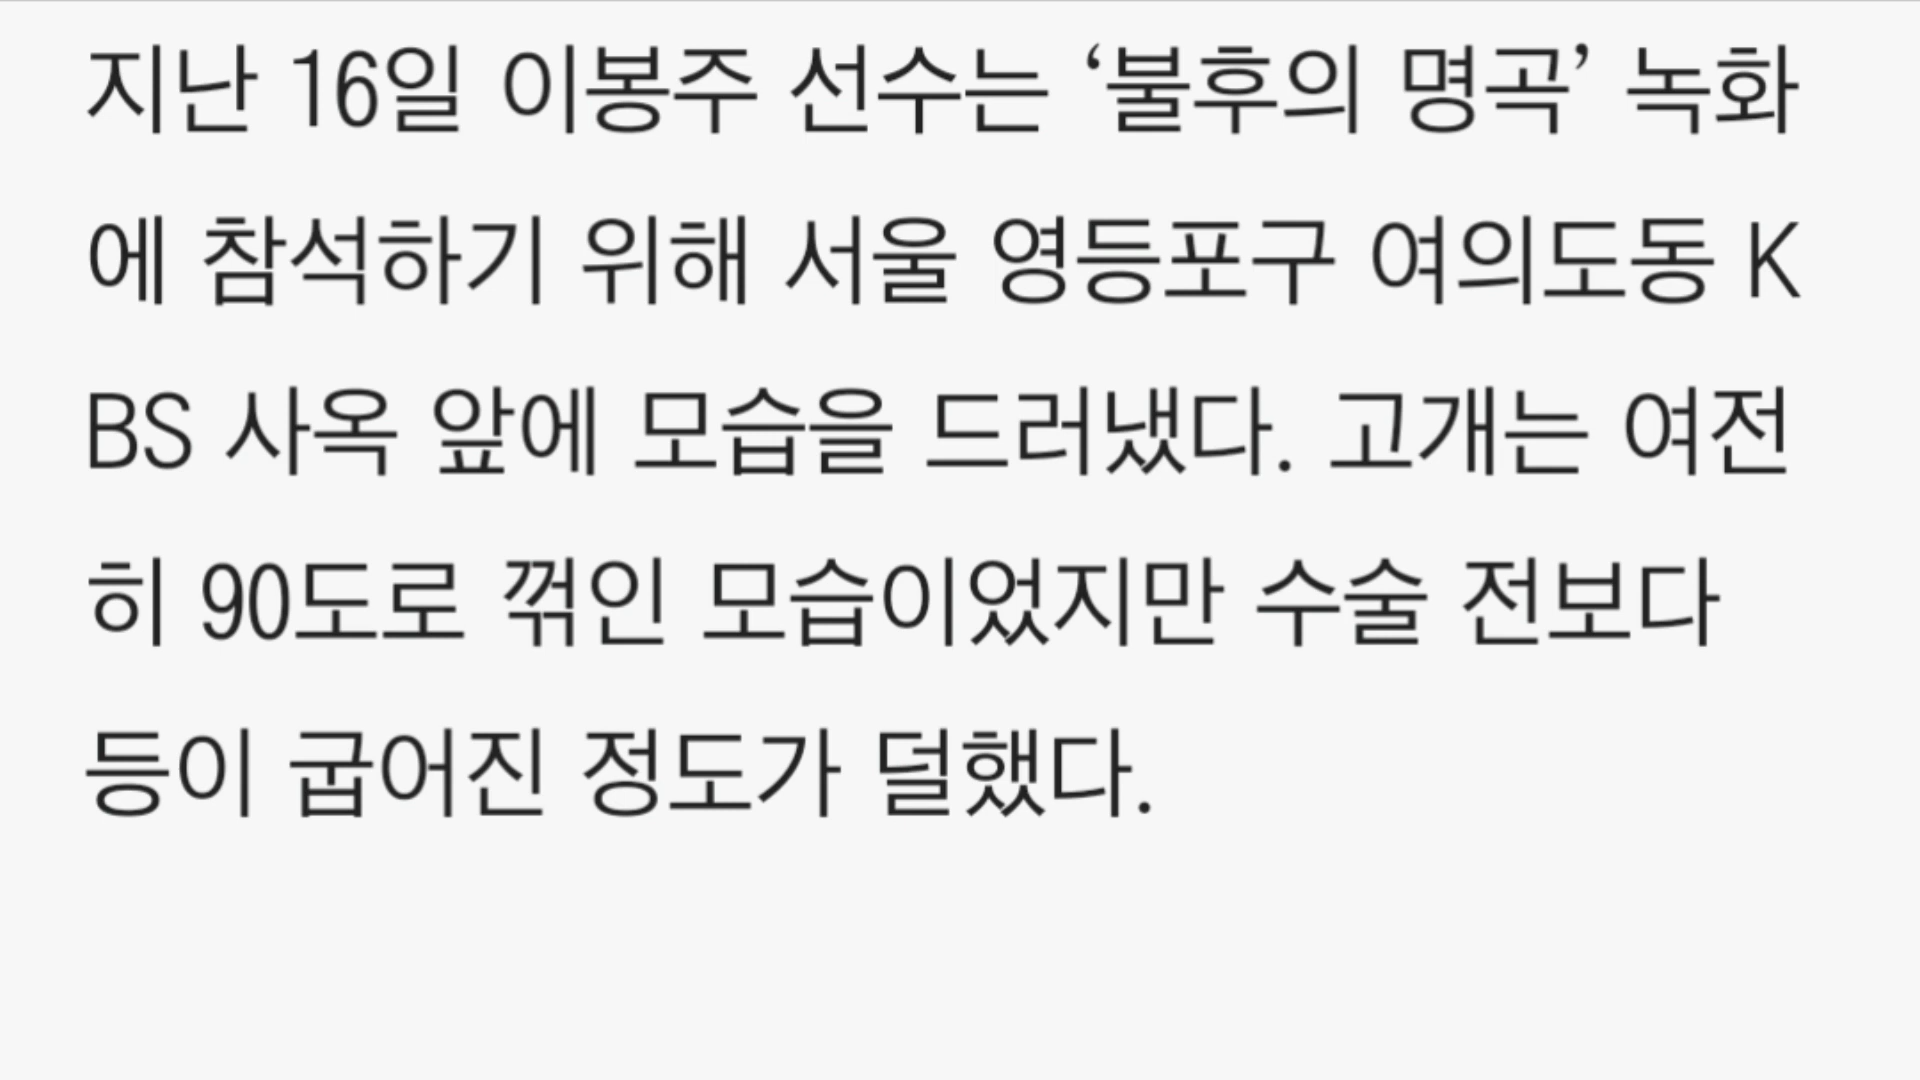 지난 16일 이봉주 선수는 ‘불후의 명곡’ 녹화
에 참석하기 위해 서울 영등포구 여의도동 K
BS 사옥 앞에 모습을 드러냈다. 고개는 여전
히 90도로 꺾인 모습이었지만 수술 전보다
등이 굽어진 정도가 덜했다.